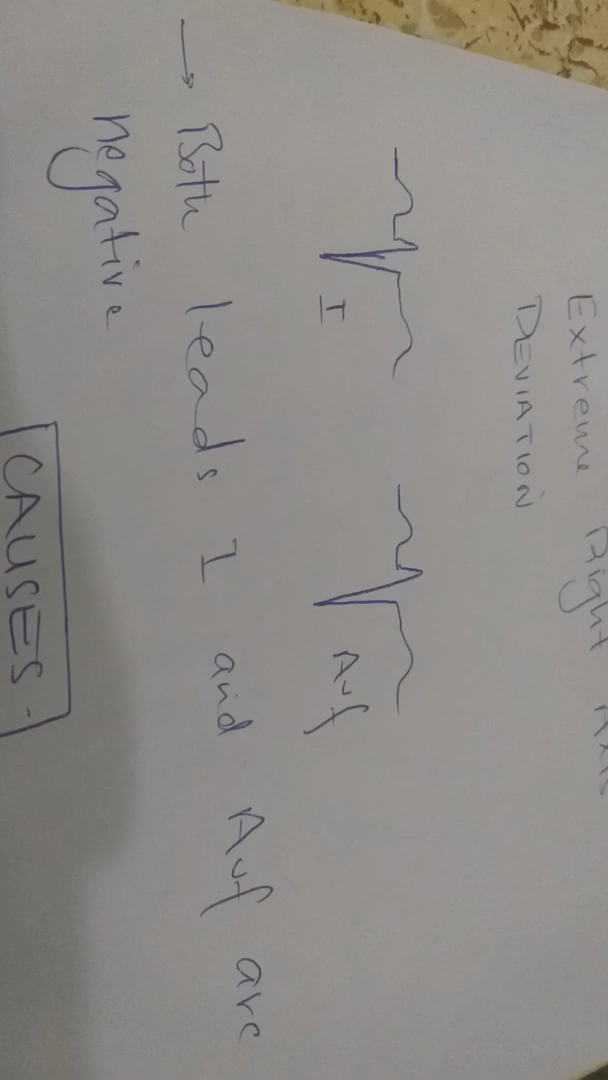 Extreme Right Axis
DEVIATION
I
Avf
→ Both leads I and Avf are
negative
CAUSES.